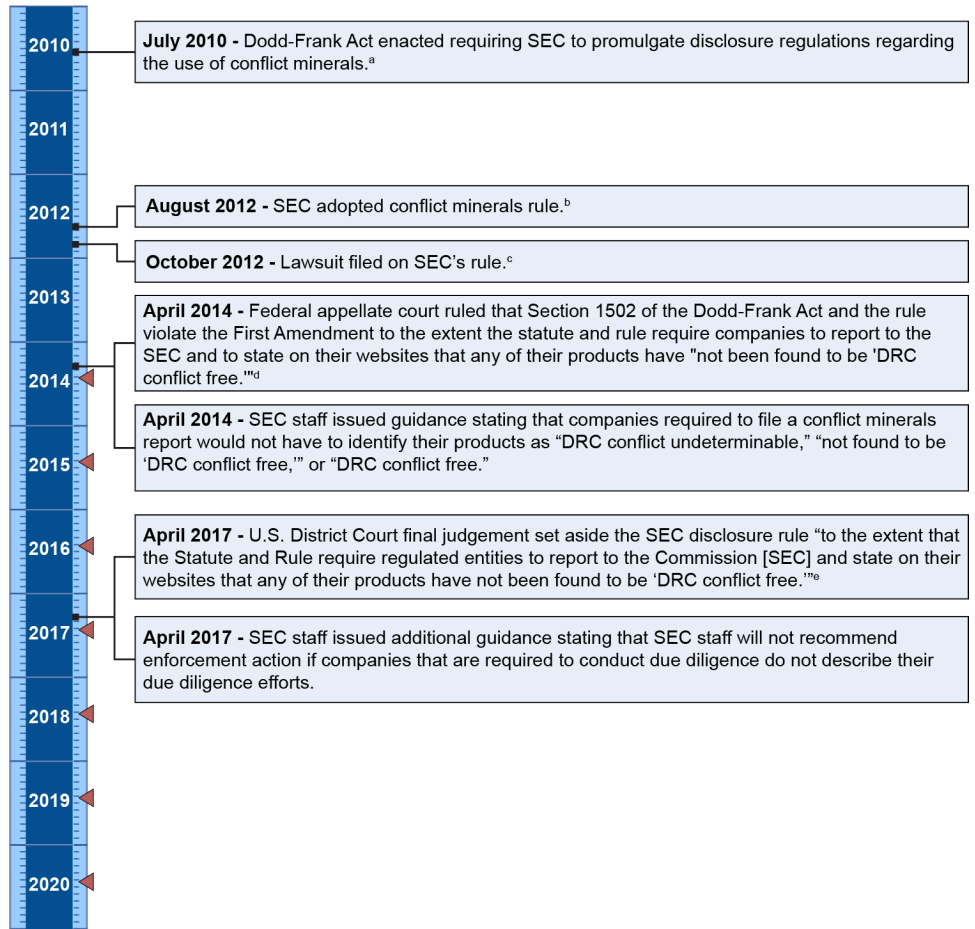 2010
July 2010 - Dodd-Frank Act enacted requiring SEC to promulgate disclosure regulations regarding
the use of conflict minerals.ᵃ
2011
2012
August 2012 - SEC adopted conflict minerals rule.ᵇ
October 2012 - Lawsuit filed on SEC’s rule.ᶜ
2013
April 2014 - Federal appellate court ruled that Section 1502 of the Dodd-Frank Act and the rule
violate the First Amendment to the extent the statute and rule require companies to report to the
SEC and to state on their websites that any of their products have "not been found to be 'DRC
conflict free.'"ᵈ
2014
April 2014 - SEC staff issued guidance stating that companies required to file a conflict minerals
report would not have to identify their products as “DRC conflict undeterminable,” “not found to be
‘DRC conflict free,’” or “DRC conflict free.”
2015
2016
April 2017 - U.S. District Court final judgement set aside the SEC disclosure rule “to the extent that
the Statute and Rule require regulated entities to report to the Commission [SEC] and state on their
websites that any of their products have not been found to be ‘DRC conflict free.’”ᵉ
2017
April 2017 - SEC staff issued additional guidance stating that SEC staff will not recommend
enforcement action if companies that are required to conduct due diligence do not describe their
due diligence efforts.
2018
2019
2020